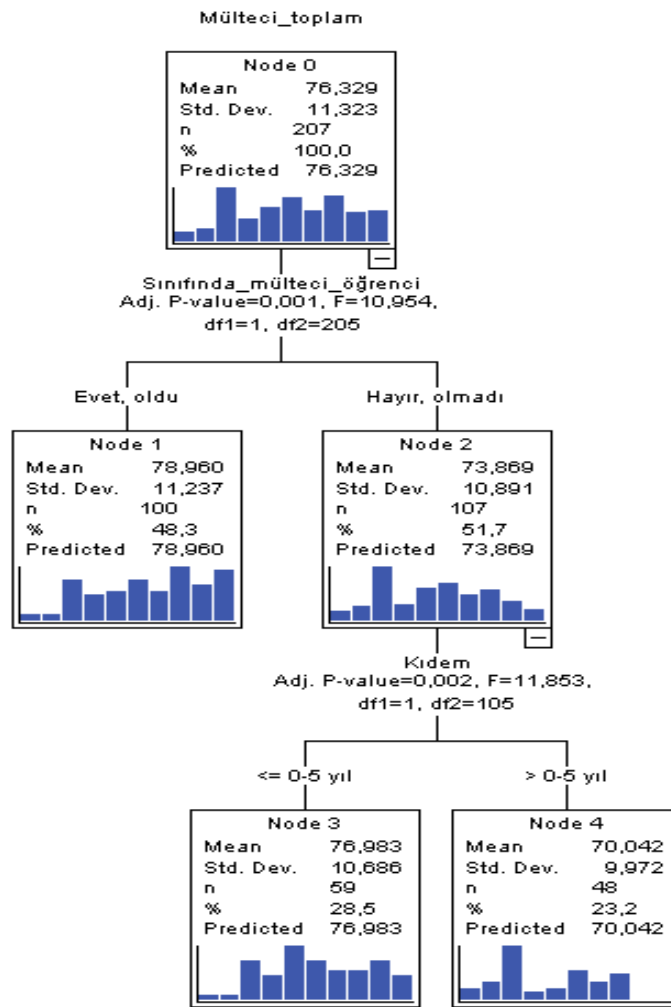 Mülteci_toplam
Node 0
Mean 76,329
Std. Dev. 11,323
n 207
% 100,0
Predicted 76,329
Sınıfında_mülteci_öğrenci
Adj. P-value=0,001, F=10,954,
df1=1, df2=205
Evet, oldu
Hayır, olmadı
Node 1
Mean 78,960
Std. Dev. 11,237
n 100
% 48,3
Predicted 78,960
Node 2
Mean 73,869
Std. Dev. 10,891
n 107
% 51,7
Predicted 73,869
Kıdem
Adj. P-value=0,002, F=11,853,
df1=1, df2=105
<= 0-5 yıl
> 0-5 yıl
Node 3
Mean 76,983
Std. Dev. 10,686
n 59
% 28,5
Predicted 76,983
Node 4
Mean 70,042
Std. Dev. 9,972
n 48
% 23,2
Predicted 70,042